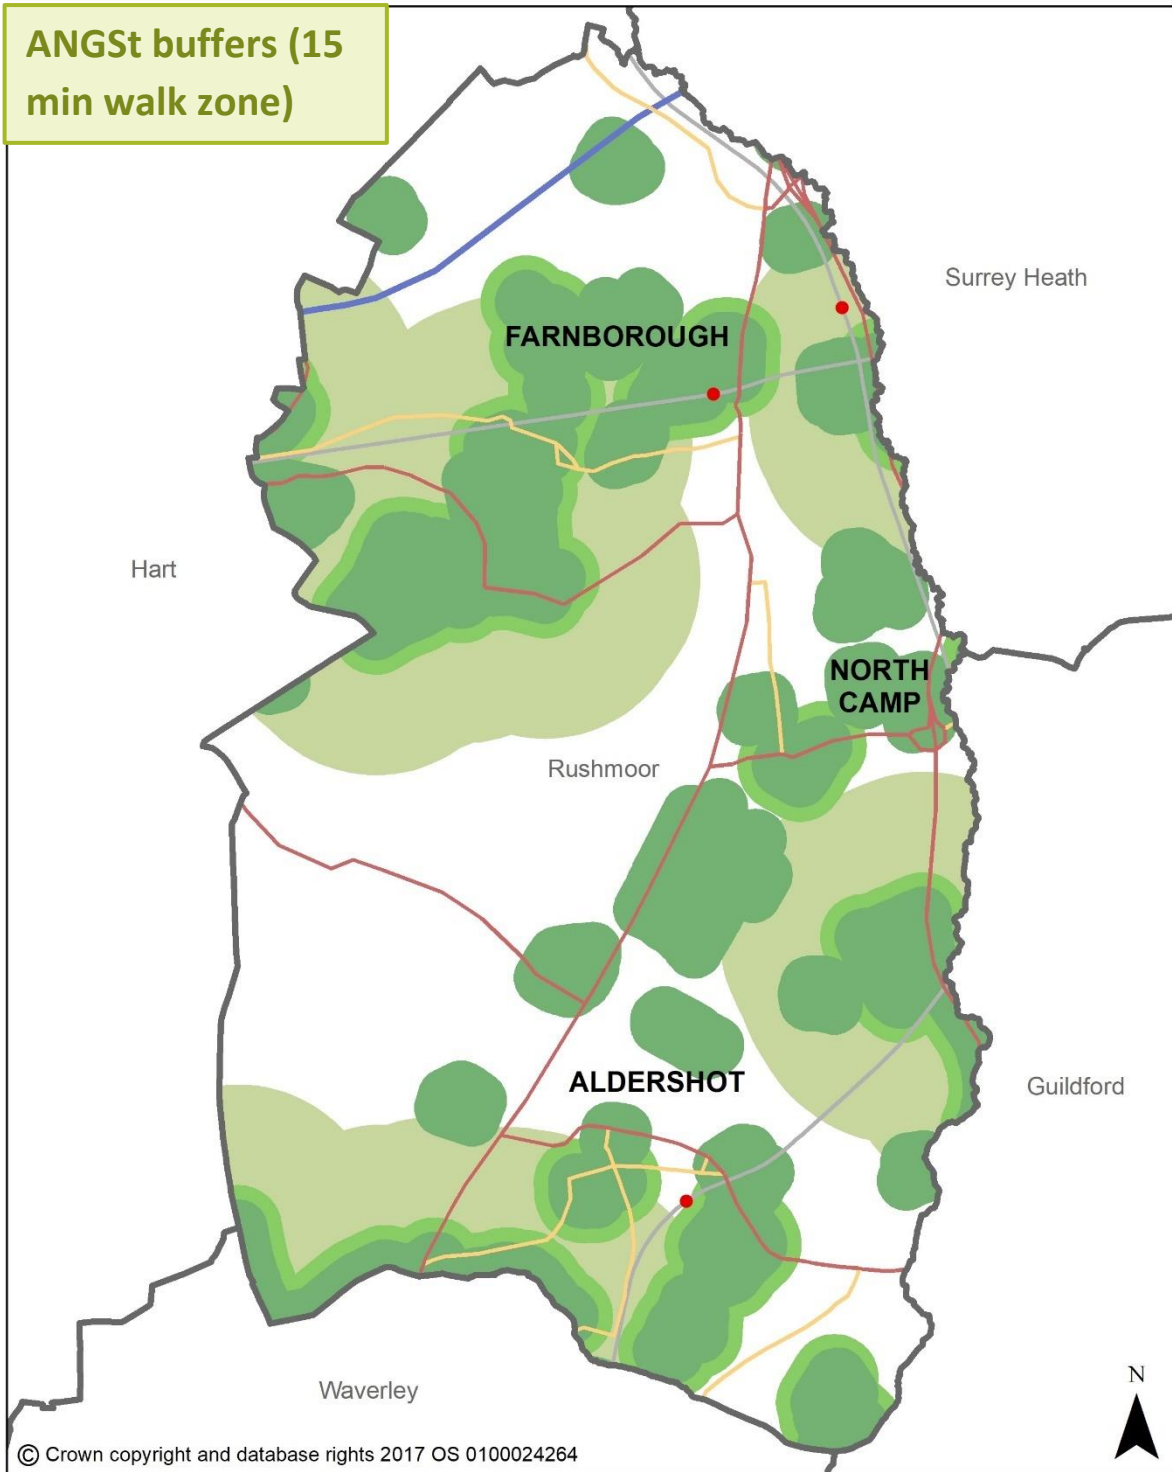 ANGSt buffers (15
min walk zone)
Surrey Heath
FARNBOROUGH
Hart
NORTH
CAMP
Rushmoor
ALDERSHOT
Guildford
Waverley
N
© Crown copyright and database rights 2017 OS 0100024264